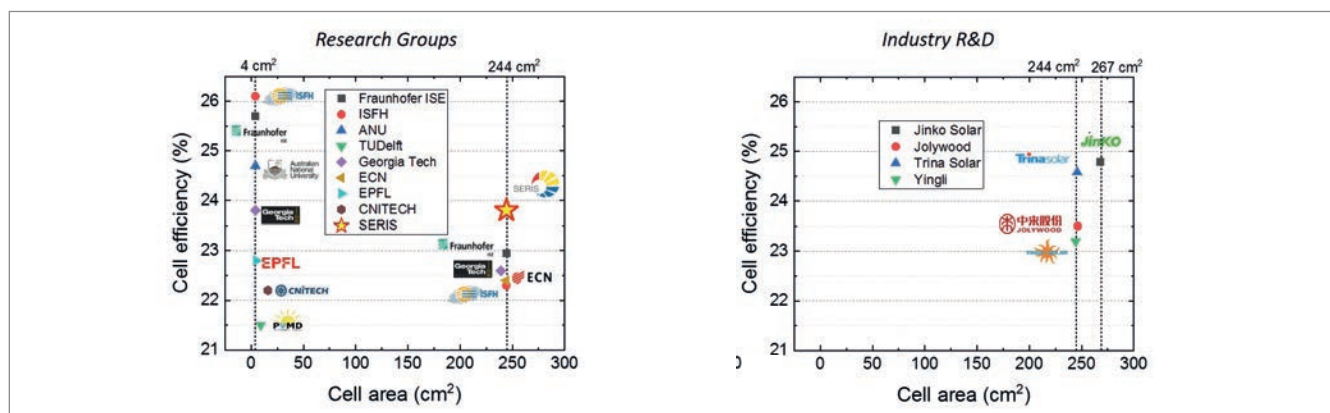 Research Groups
4 cm²
244 cm²
Cell efficiency (%)
26
25
24
23
22
21
0
50
100
150
200
250
300
Cell area (cm²)
Fraunhofer ISE
ISFH
ANU
TUDelft
Georgia Tech
ECN
EPFL
CNITECH
SERIS
ISFH
Fraunhofer
ISE
Australian
National
University
Georgia
Tech
EPFL
CNITECH
PVMD
SERIS
Fraunhofer
ISE
Georgia
Tech
ECN
ISFH
Industry R&D
244 cm²
267 cm²
Cell efficiency (%)
26
25
24
23
22
21
0
0
50
100
150
200
250
300
Cell area (cm²)
Jinko Solar
Jolywood
Trina Solar
Yingli
JinKO
Trinasolar
中来股份
JOLYWOOD